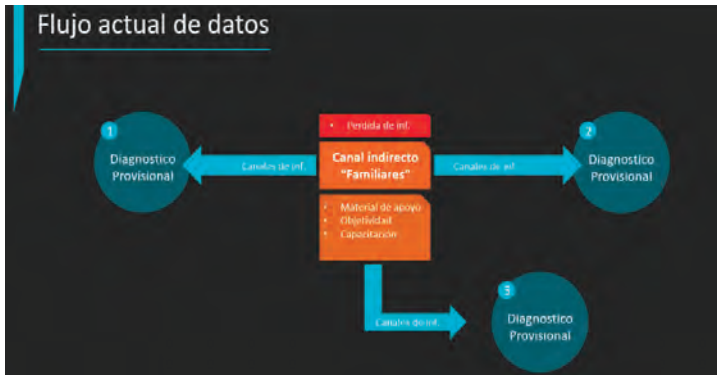 Flujo actual de datos
• Perdida de inf.
1
Diagnostico
Provisional
Canales de inf.
Canal indirecto
"Familiares"
Canales de inf.
2
Diagnostico
Provisional
• Material de apoyo
• Objetividad
• Capacitación
Canales de inf.
3
Diagnostico
Provisional